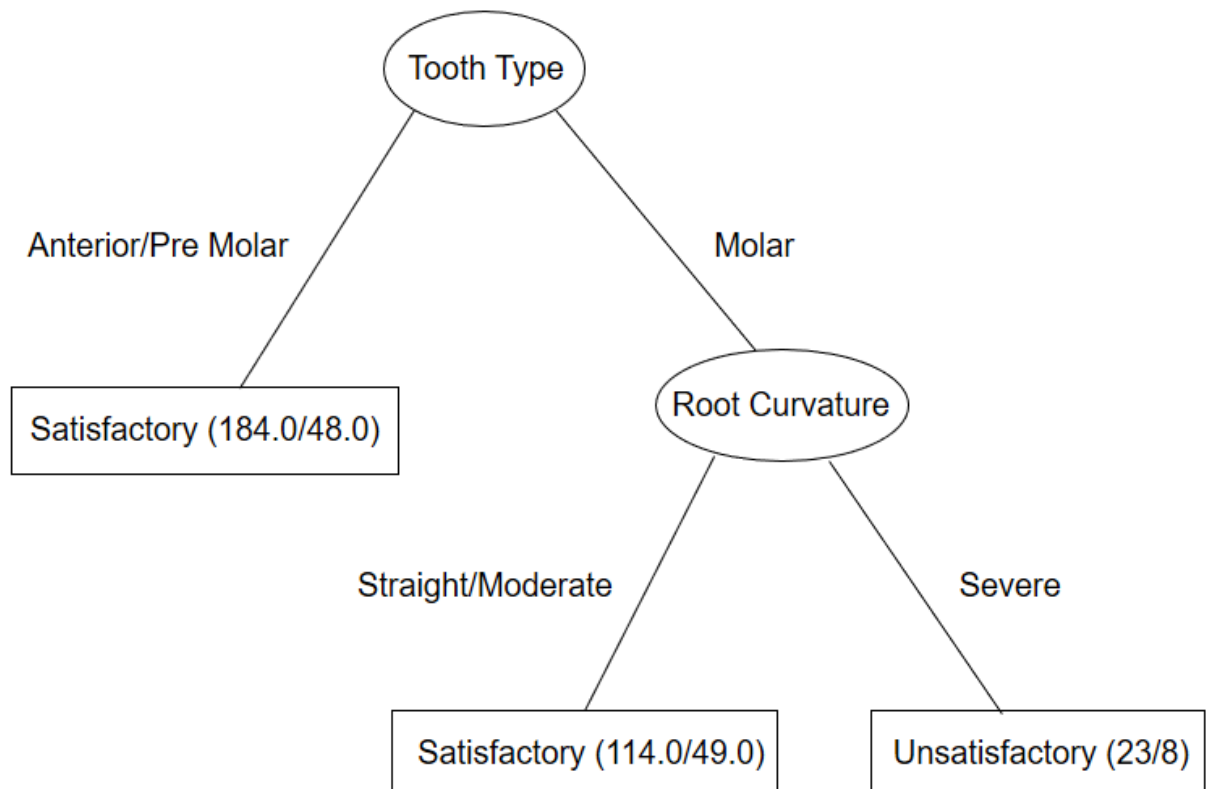 Tooth Type
Anterior/Pre Molar
Molar
Satisfactory (184.0/48.0)
Root Curvature
Straight/Moderate
Severe
Satisfactory (114.0/49.0)
Unsatisfactory (23/8)